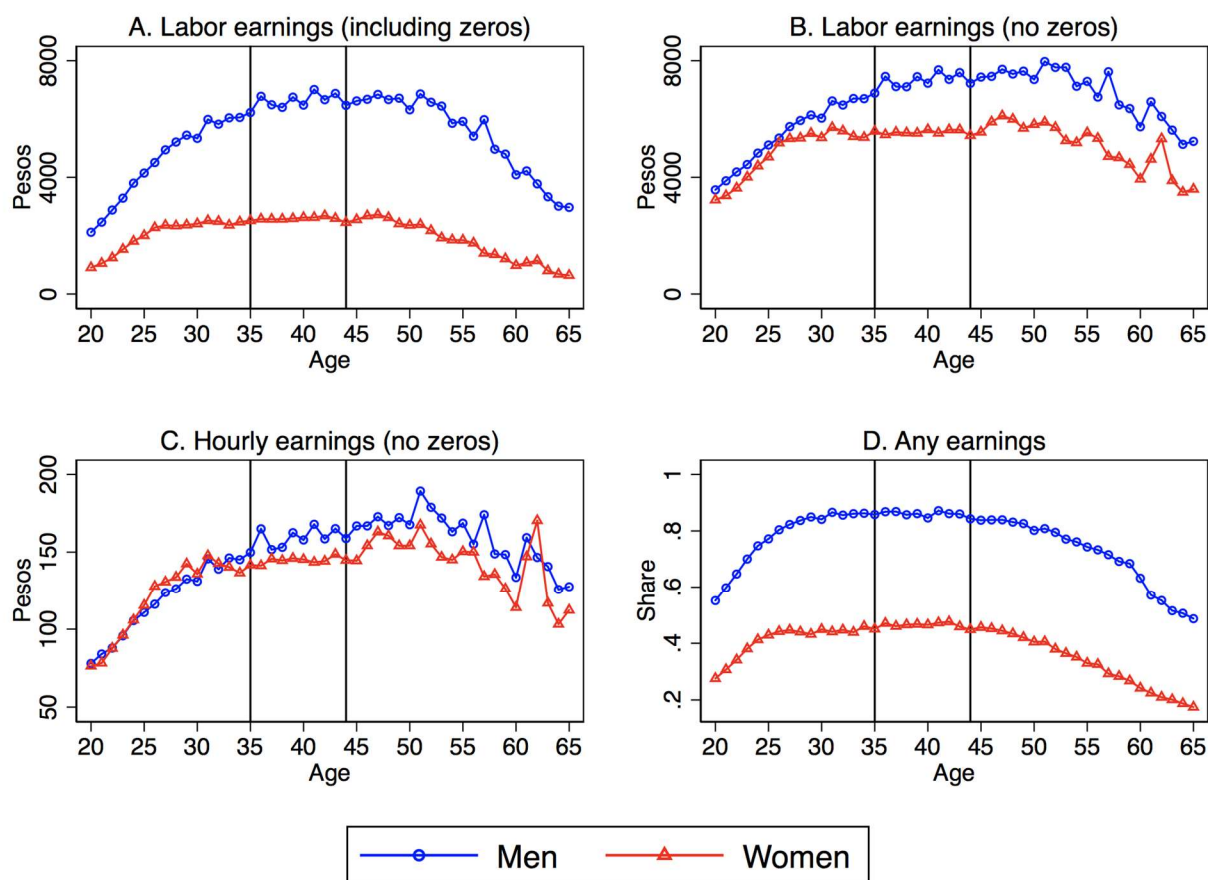 A. Labor earnings (including zeros)
Pesos
8000
4000
0
20 25 30 35 40 45 50 55 60 65
Age
B. Labor earnings (no zeros)
Pesos
8000
4000
0
20 25 30 35 40 45 50 55 60 65
Age
C. Hourly earnings (no zeros)
Pesos
200
150
100
50
20 25 30 35 40 45 50 55 60 65
Age
D. Any earnings
Share
1
.8
.6
.4
.2
20 25 30 35 40 45 50 55 60 65
Age
Men Women